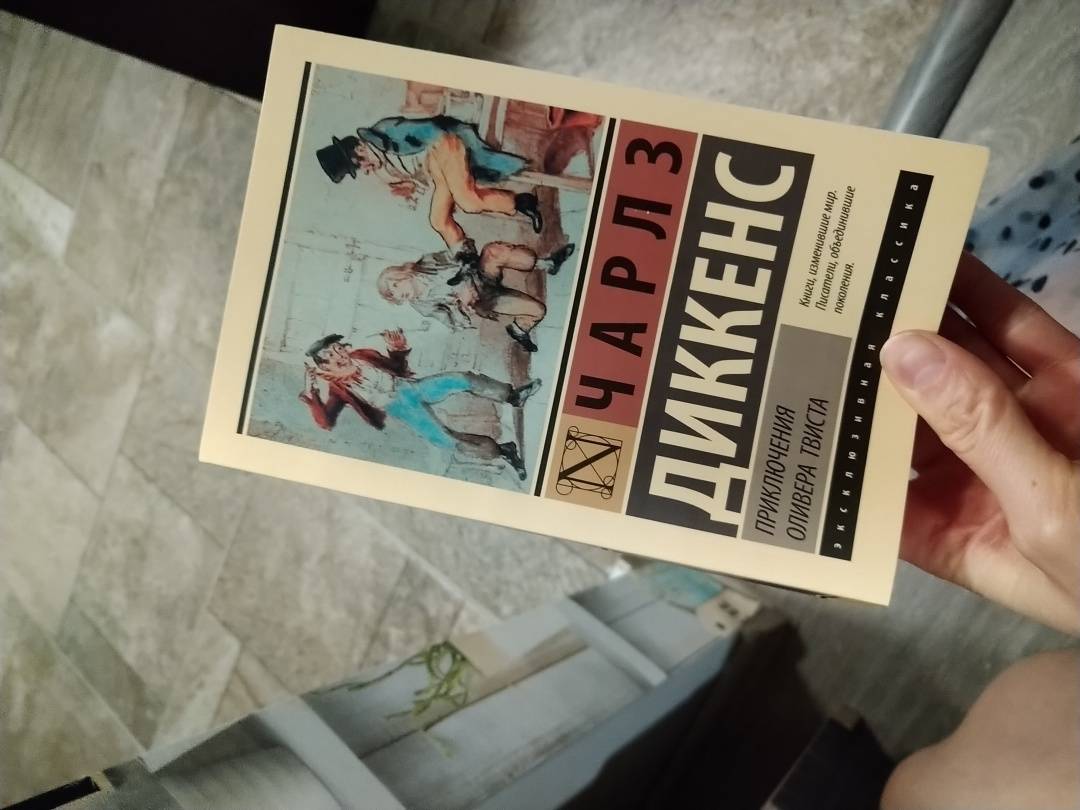 ЧАРЛЗ
ДИККЕНС
ПРИКЛЮЧЕНИЯ
ОЛИВЕРА ТВИСТА
Книги, изменившие мир.
Писатели, объединившие
поколения.
эксклюзивная классика